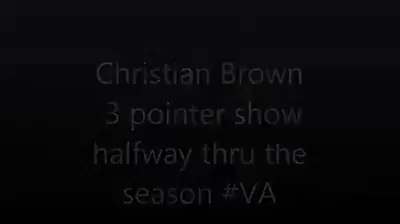 Christian Brown
3 pointer show
halfway thru the
season #VA